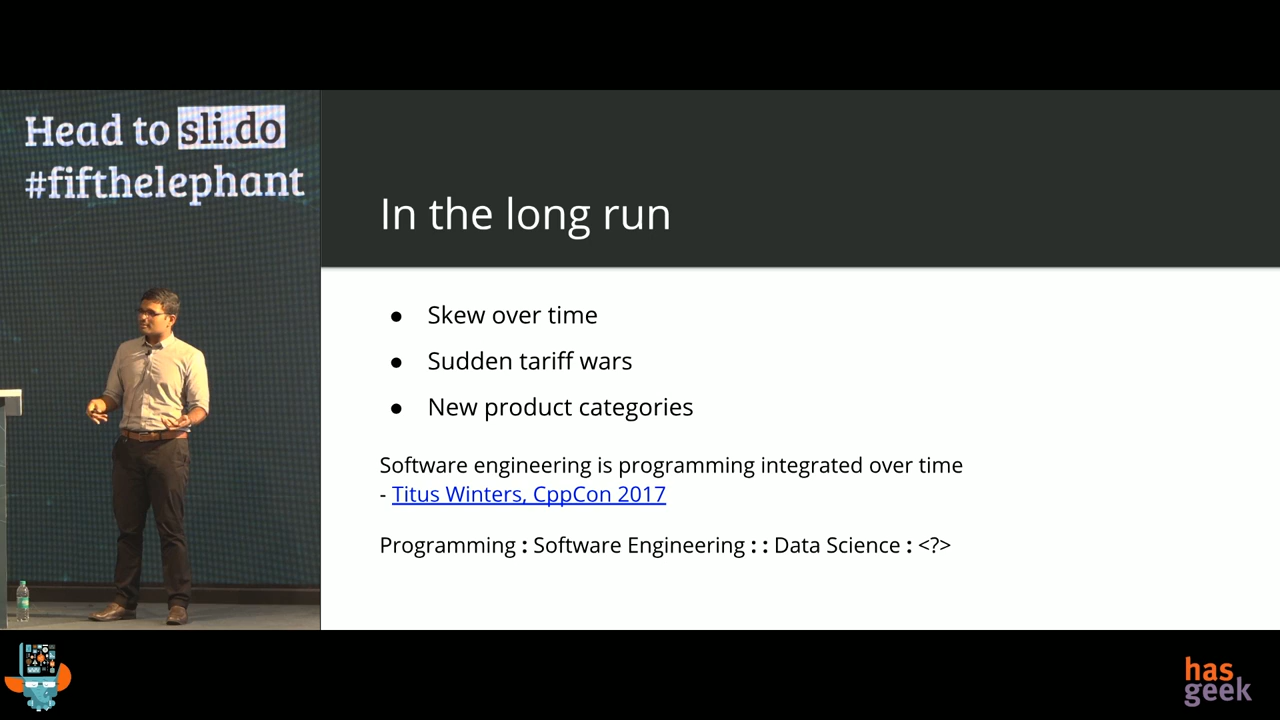 Head to sli.do
#fifthelephant
In the long run
● Skew over time
● Sudden tariff wars
● New product categories
Software engineering is programming integrated over time
- Titus Winters, CppCon 2017
Programming : Software Engineering : : Data Science : <?>
has
geek